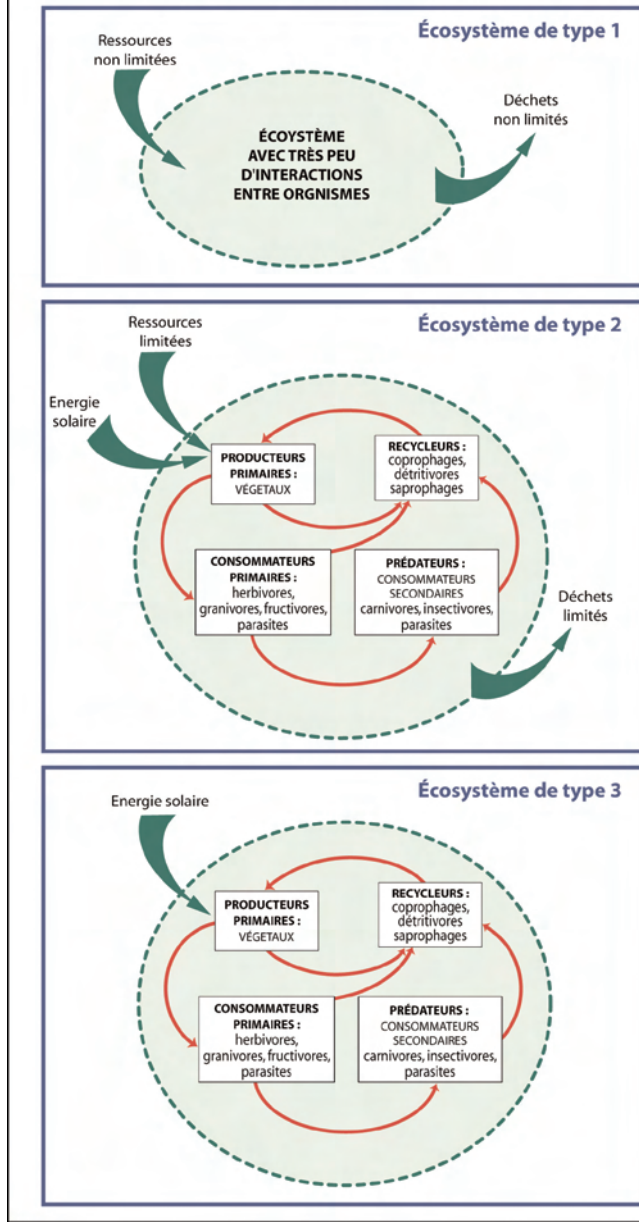 Écosystème de type 1
Ressources
non limitées
Déchets
non limités
ÉCOYSTÈME
AVEC TRÈS PEU
D'INTERACTIONS
ENTRE ORGNISMES
Écosystème de type 2
Ressources
limitées
Energie
solaire
PRODUCTEURS
PRIMAIRES :
VÉGETAUX
RECYCLEURS :
coprophages,
détritivores
saprophages
CONSOMMATEURS
PRIMAIRES :
herbivores,
granivores, fructivores,
parasites
PRÉDATEURS :
CONSOMMATEURS
SECONDAIRES
carnivores, insectivores,
parasites
Déchets
limités
Écosystème de type 3
Energie solaire
PRODUCTEURS
PRIMAIRES :
VÉGETAUX
RECYCLEURS :
coprophages,
détritivores
saprophages
CONSOMMATEURS
PRIMAIRES :
herbivores,
granivores, fructivores,
parasites
PRÉDATEURS :
CONSOMMATEURS
SECONDAIRES
carnivores, insectivores,
parasites